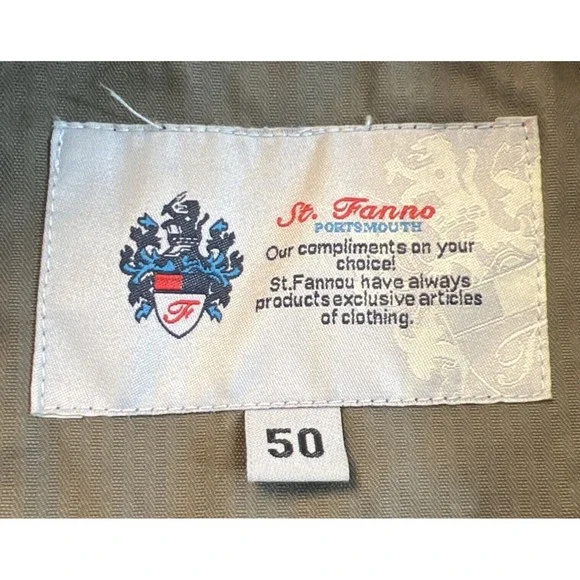 St. Fanno
PORTSMOUTH
Our compliments on your
choice!
St.Fannou have always
products exclusive articles
of clothing.
F
50